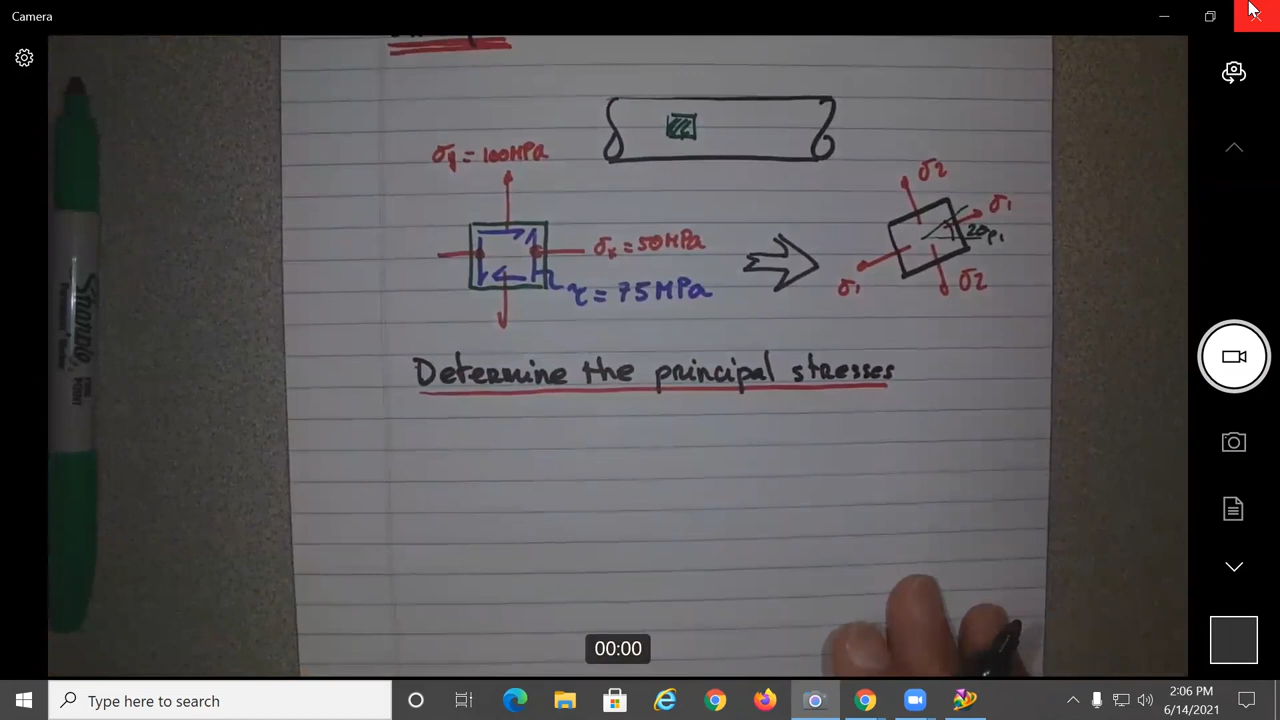 Camera
σy = 100MPa
σx = 50MPa
τ = 75MPa
σ2
σ1
σ1
σ2
Determine the principal stresses
Sharpie
00:00
Type here to search
2:06 PM
6/14/2021